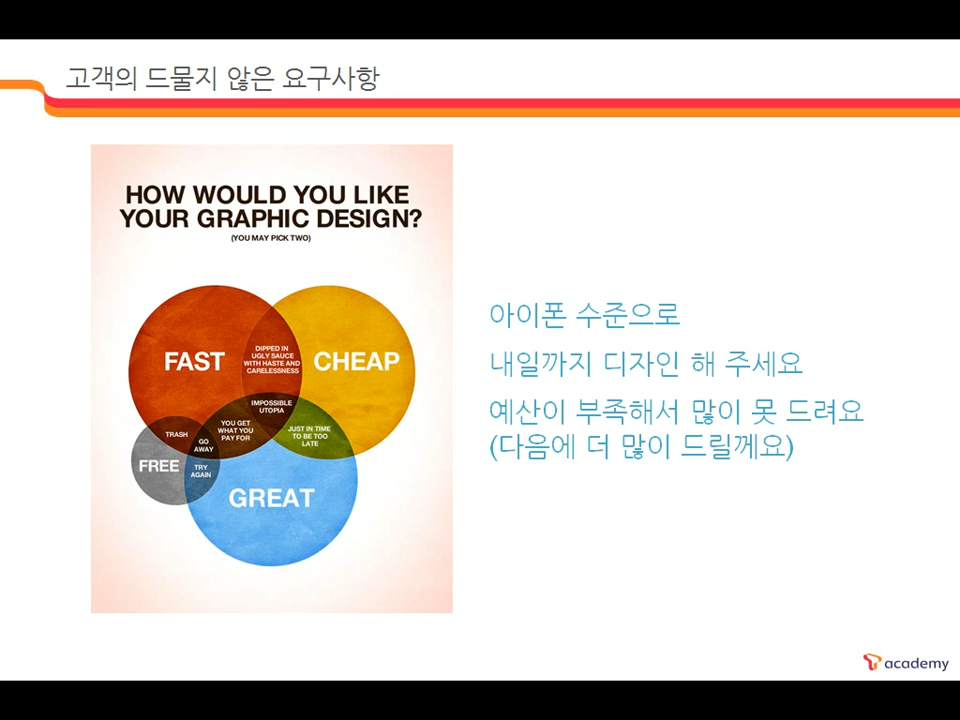 고객의 드물지 않은 요구사항
HOW WOULD YOU LIKE
YOUR GRAPHIC DESIGN?
(YOU MAY PICK TWO)
FAST
DIPPED IN
UGLY SAUCE
WITH HASTE AND
CARELESSNESS
CHEAP
IMPOSSIBLE
UTOPIA
TRASH
GO
AWAY
YOU GET
WHAT YOU
PAY FOR
JUST IN TIME
TO BE TOO
LATE
FREE
TRY
AGAIN
GREAT
아이폰 수준으로
내일까지 디자인 해 주세요
예산이 부족해서 많이 못 드려요
(다음에 더 많이 드릴께요)
academy